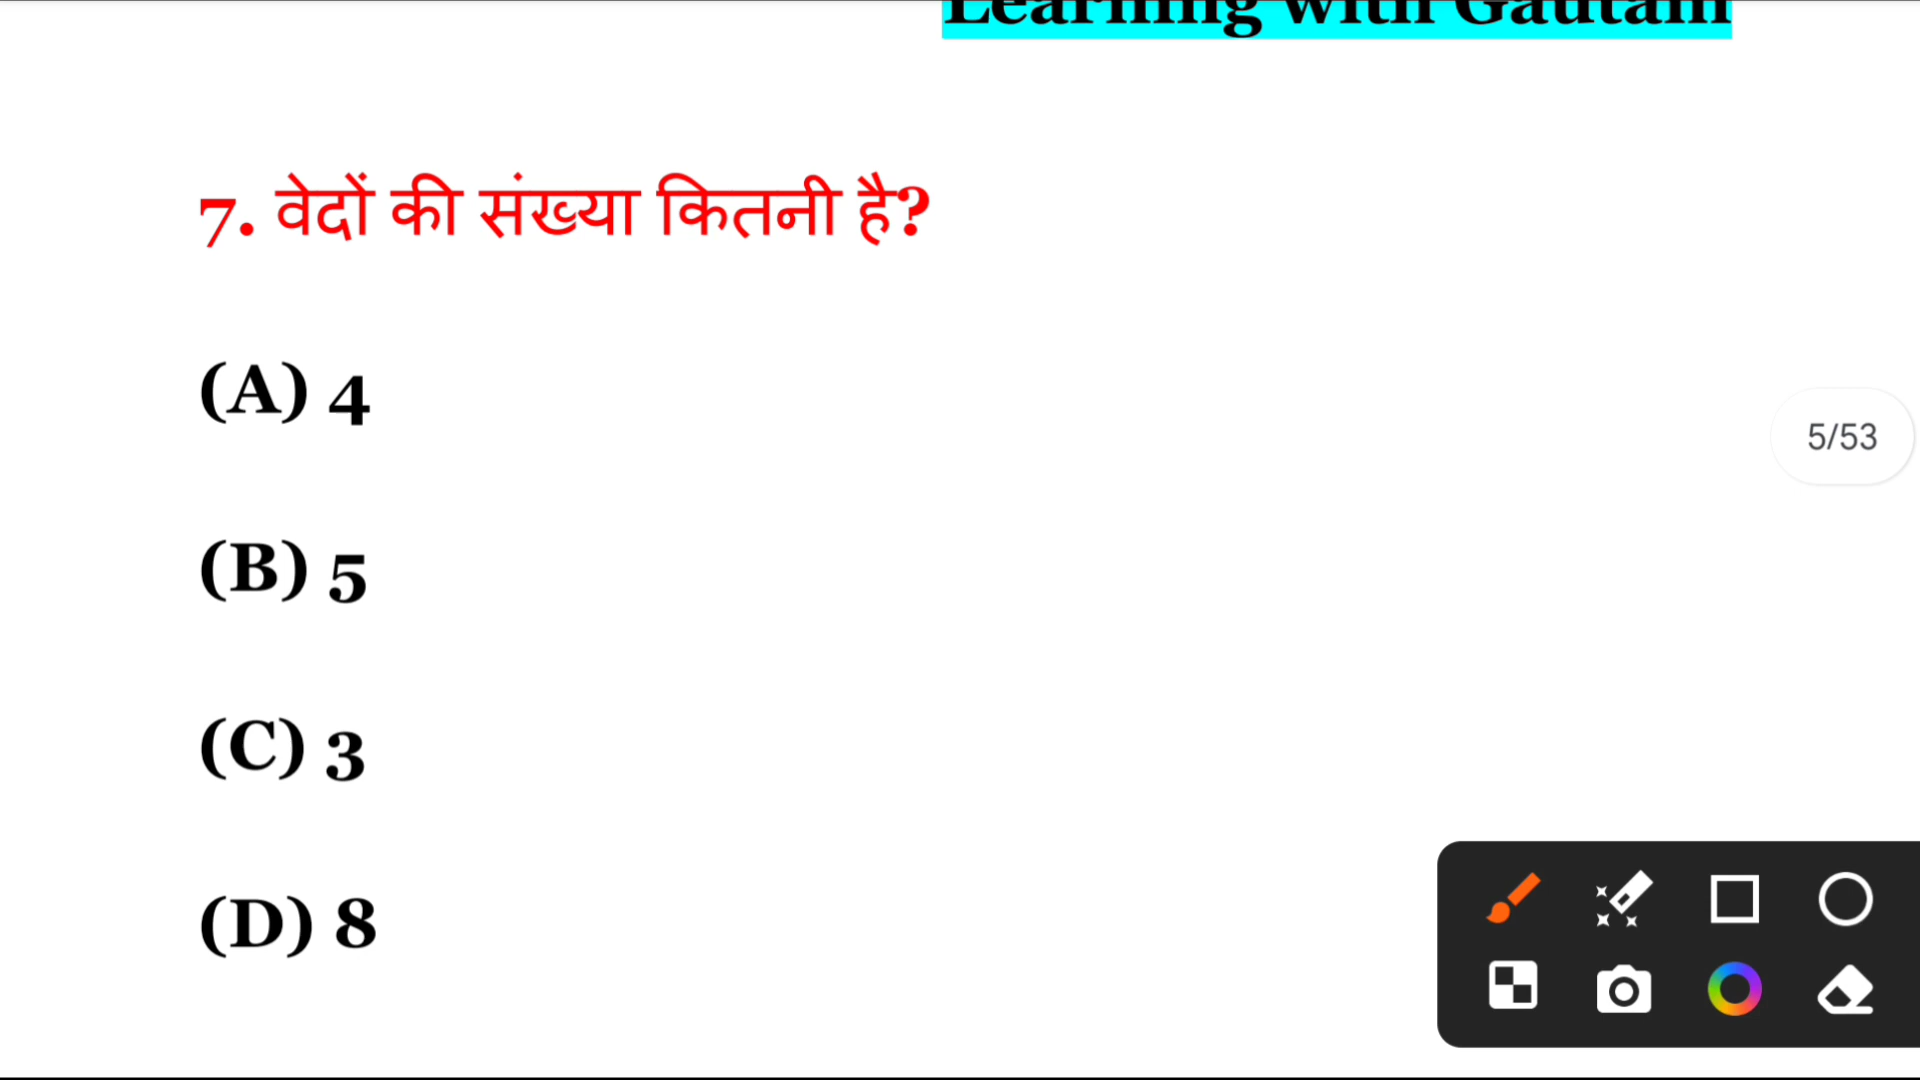 Learning with Gautam
7. वेदों की संख्या कितनी है?
(A) 4
(B) 5
5/53
(C) 3
(D) 8